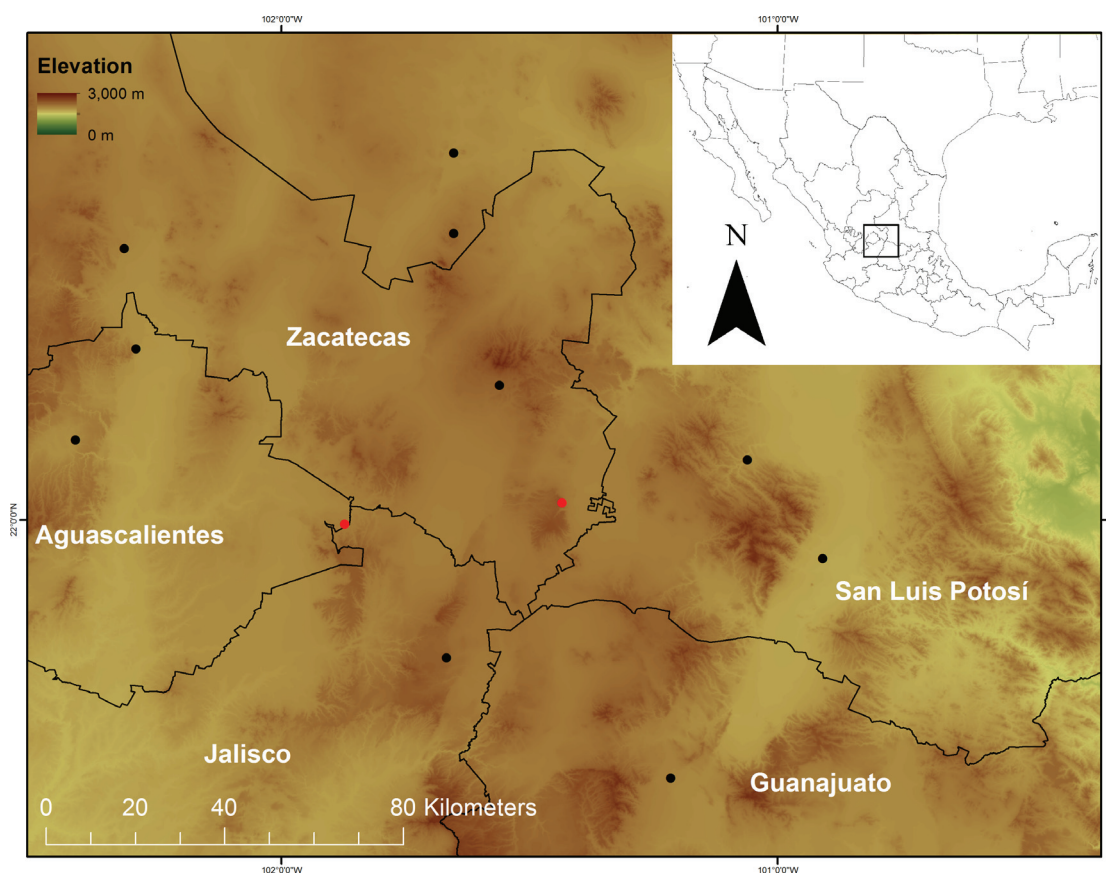 102°0'0"W
101°0'0"W
Elevation
3,000 m
0 m
N
Zacatecas
22°0'0"N
Aguascalientes
San Luis Potosí
Jalisco
Guanajuato
0 20 40 80 Kilometers
102°0'0"W
101°0'0"W